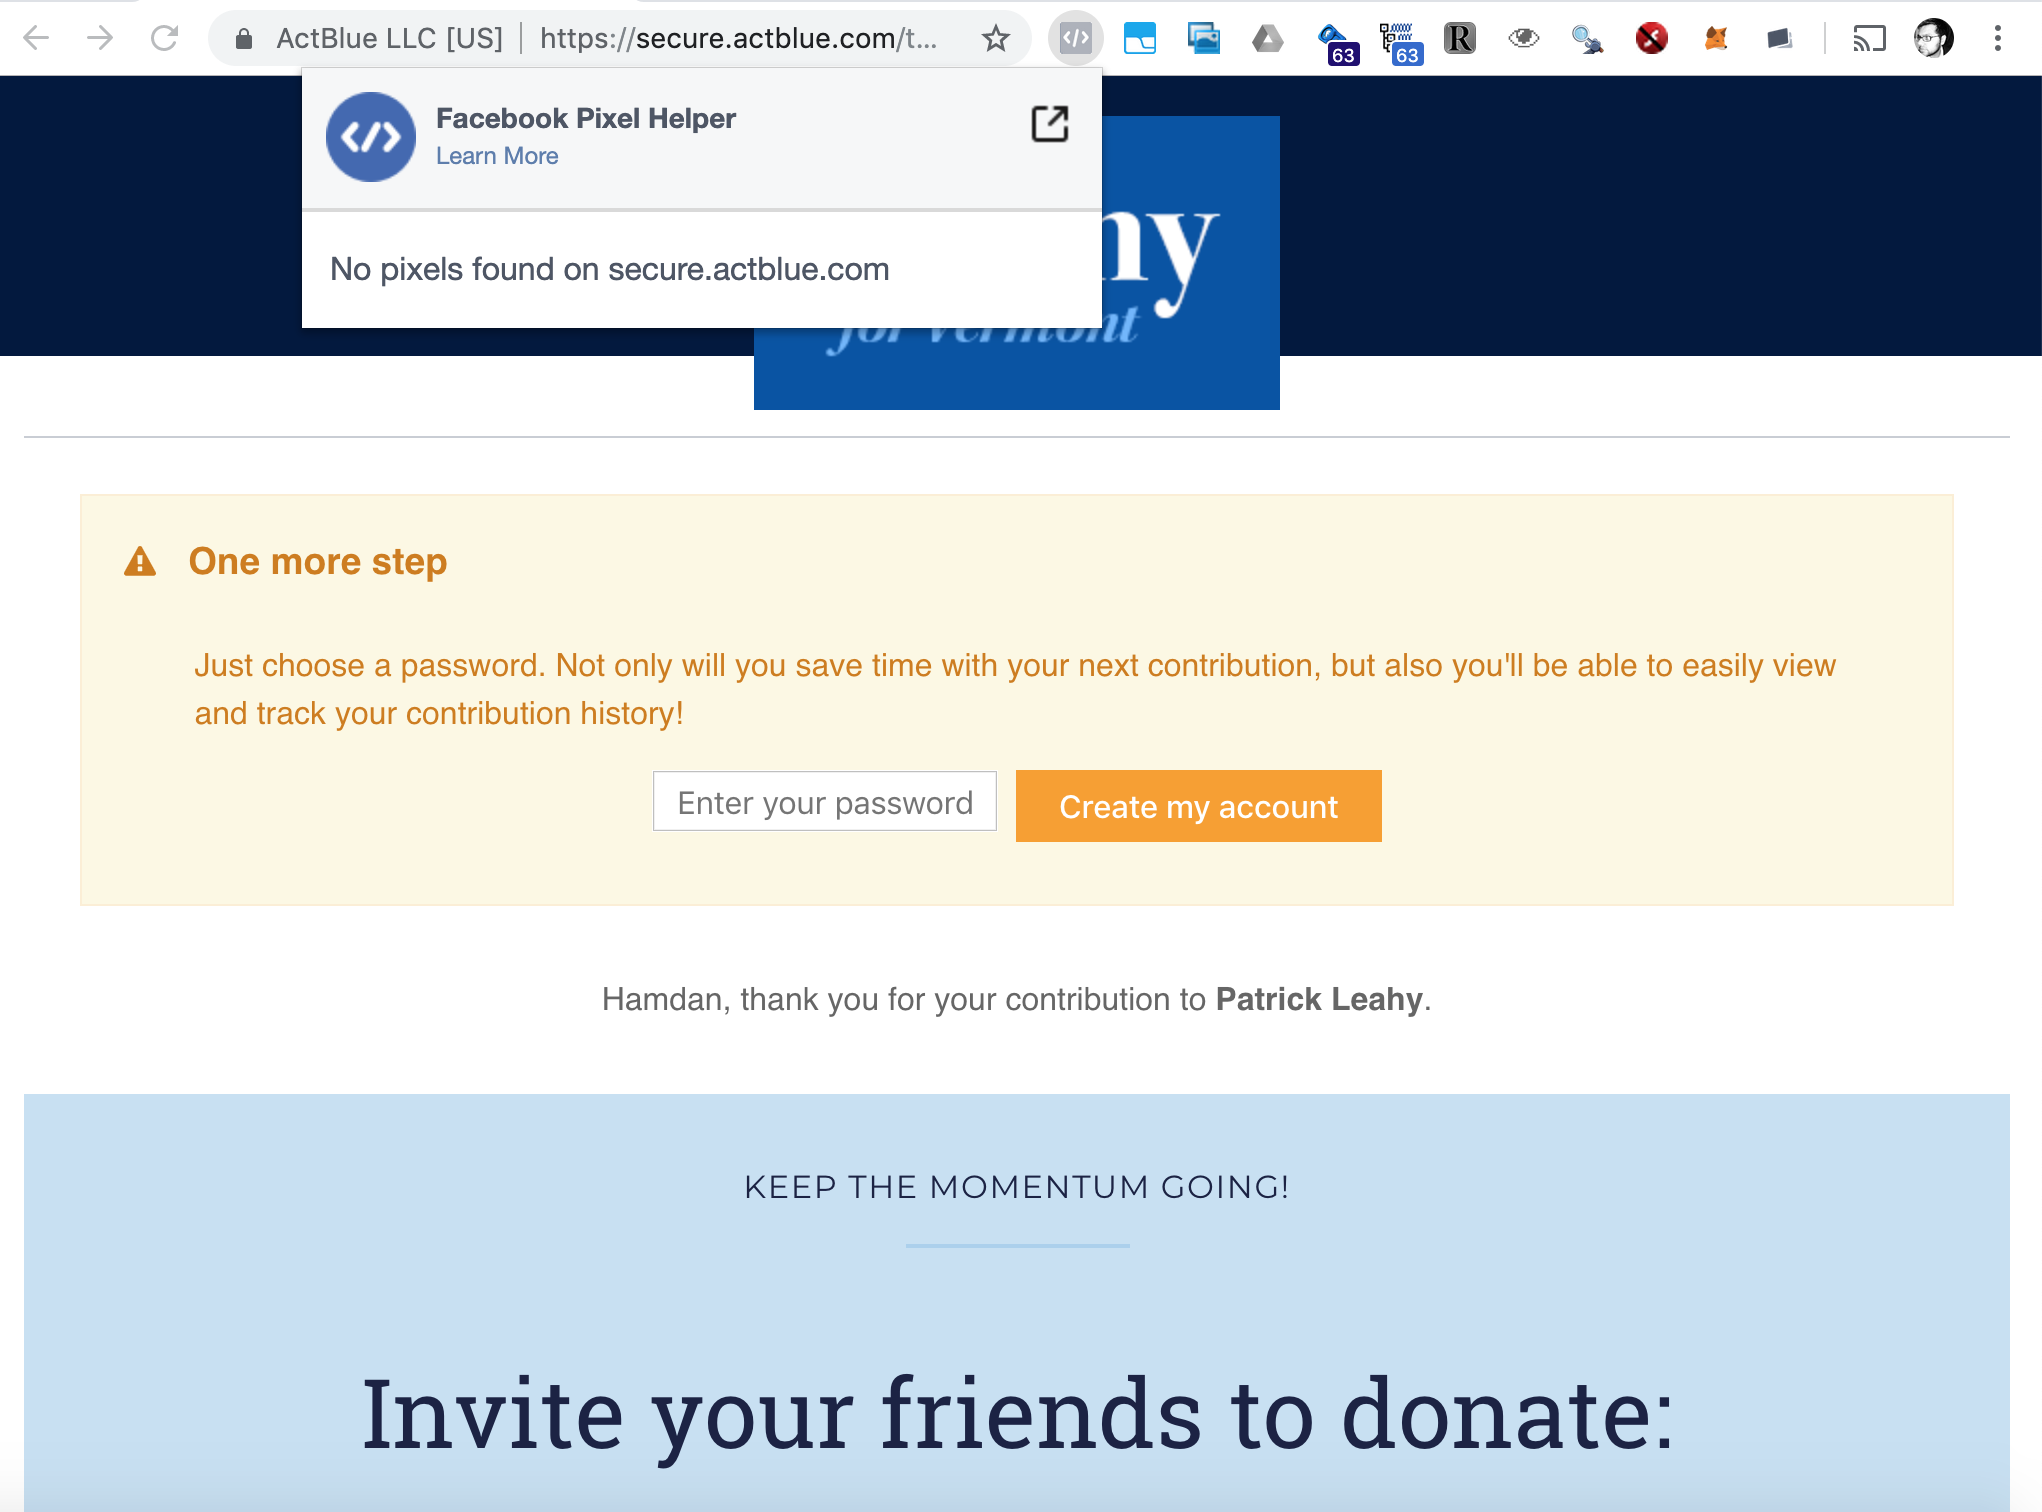 ActBlue LLC [US] | https://secure.actblue.com/t...
63
63
R
Facebook Pixel Helper
Learn More
No pixels found on secure.actblue.com
hy
for Vermont
One more step
Just choose a password. Not only will you save time with your next contribution, but also you'll be able to easily view
and track your contribution history!
Enter your password
Create my account
Hamdan, thank you for your contribution to Patrick Leahy.
KEEP THE MOMENTUM GOING!
Invite your friends to donate: